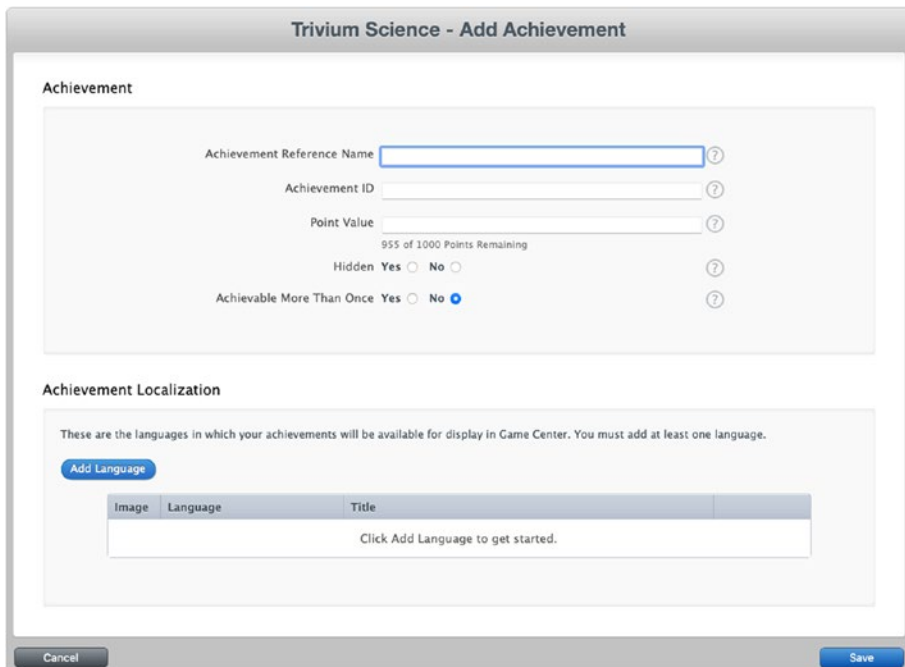 Trivium Science - Add Achievement
Achievement
Achievement Reference Name ?
Achievement ID ?
Point Value ?
955 of 1000 Points Remaining
Hidden Yes No ?
Achievable More Than Once Yes No ?
Achievement Localization
These are the languages in which your achievements will be available for display in Game Center. You must add at least one language.
Add Language
Image Language Title
Click Add Language to get started.
Cancel Save